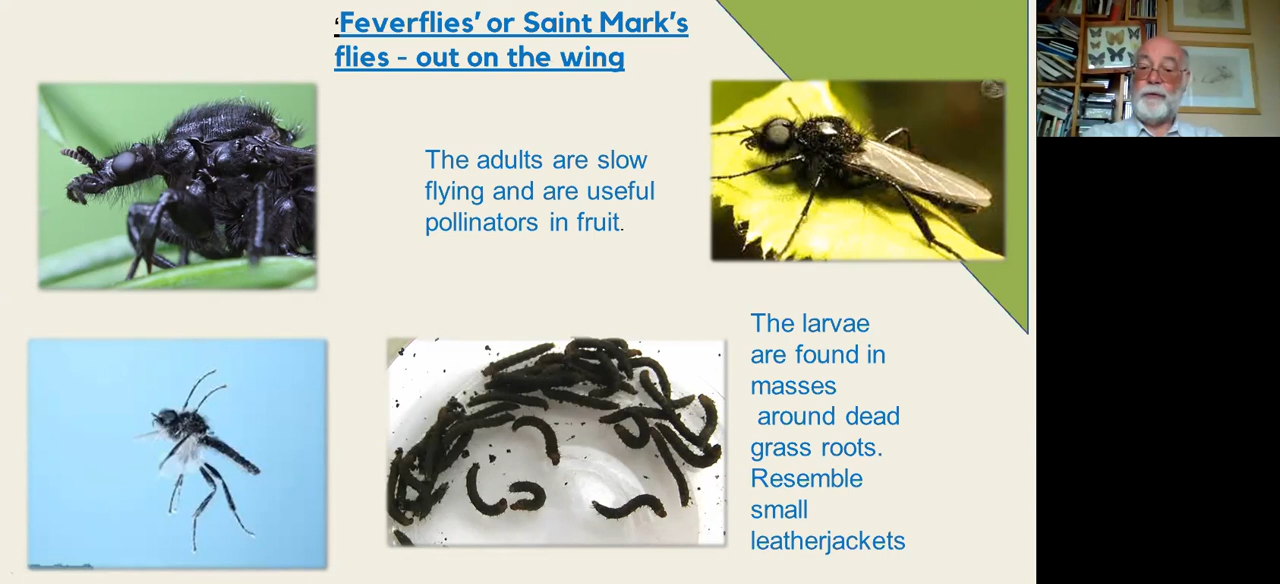 ‘Feverflies’ or Saint Mark’s
flies - out on the wing
The adults are slow
flying and are useful
pollinators in fruit.
The larvae
are found in
masses
around dead
grass roots.
Resemble
small
leatherjackets